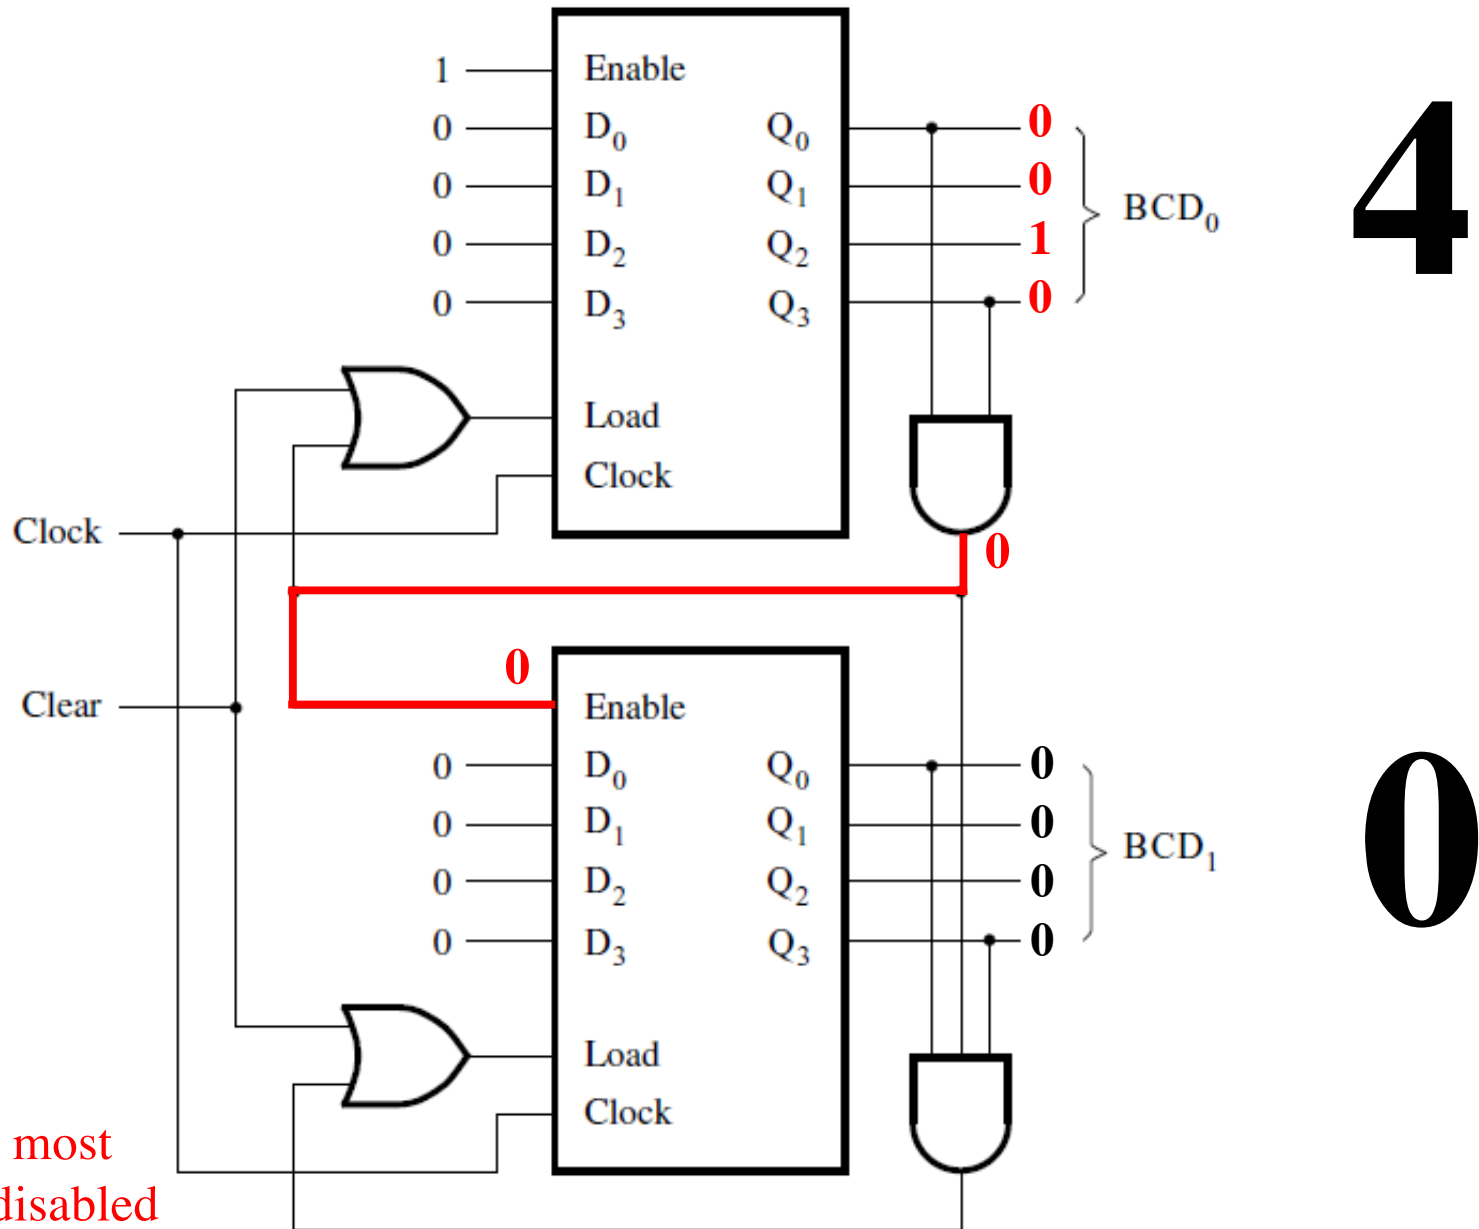 1 Enable
0 D0 Q0 0
0 D1 Q1 0
0 D2 Q2 1
0 D3 Q3 0
BCD0
4
Load
Clock
Clock
0
0
Clear
Enable
0 D0 Q0 0
0 D1 Q1 0
0 D2 Q2 0
0 D3 Q3 0
BCD1
0
Load
Clock
most
disabled